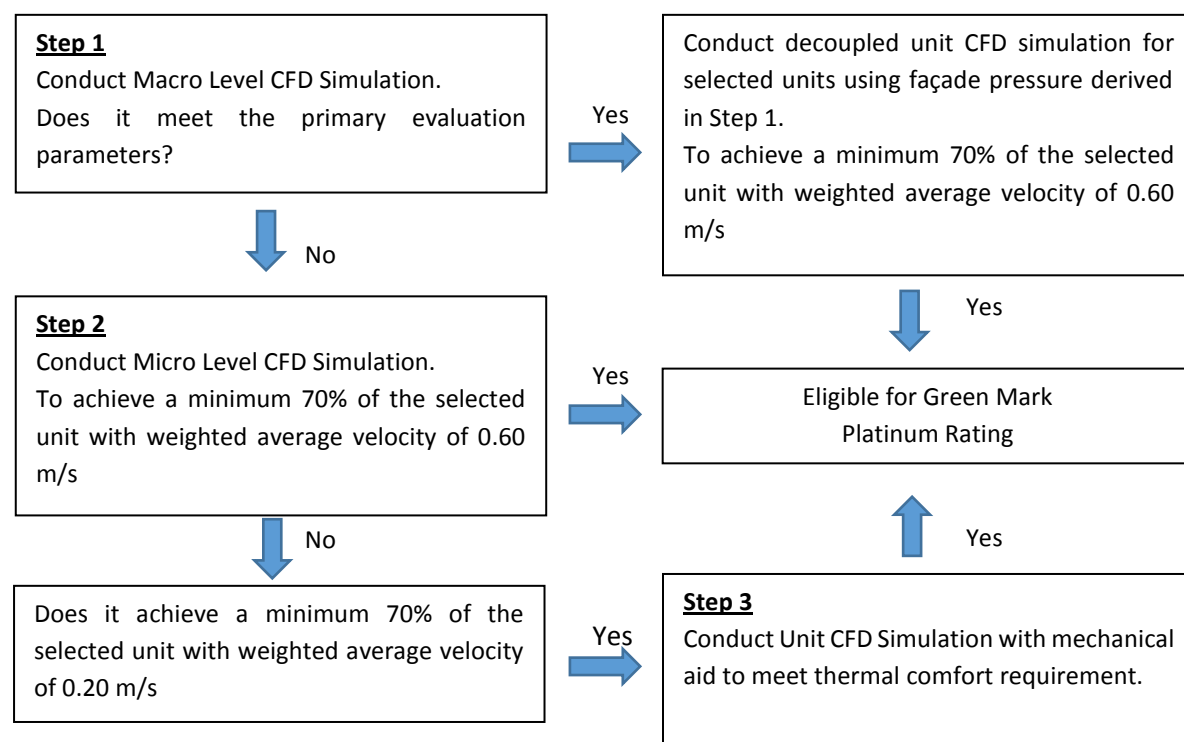 Step 1
Conduct Macro Level CFD Simulation.
Does it meet the primary evaluation
parameters?
Yes
Conduct decoupled unit CFD simulation for
selected units using façade pressure derived
in Step 1.
To achieve a minimum 70% of the selected
unit with weighted average velocity of 0.60
m/s
No
Yes
Step 2
Conduct Micro Level CFD Simulation.
To achieve a minimum 70% of the selected
unit with weighted average velocity of 0.60
m/s
Yes
Eligible for Green Mark
Platinum Rating
No
Yes
Does it achieve a minimum 70% of the
selected unit with weighted average velocity
of 0.20 m/s
Yes
Step 3
Conduct Unit CFD Simulation with mechanical
aid to meet thermal comfort requirement.